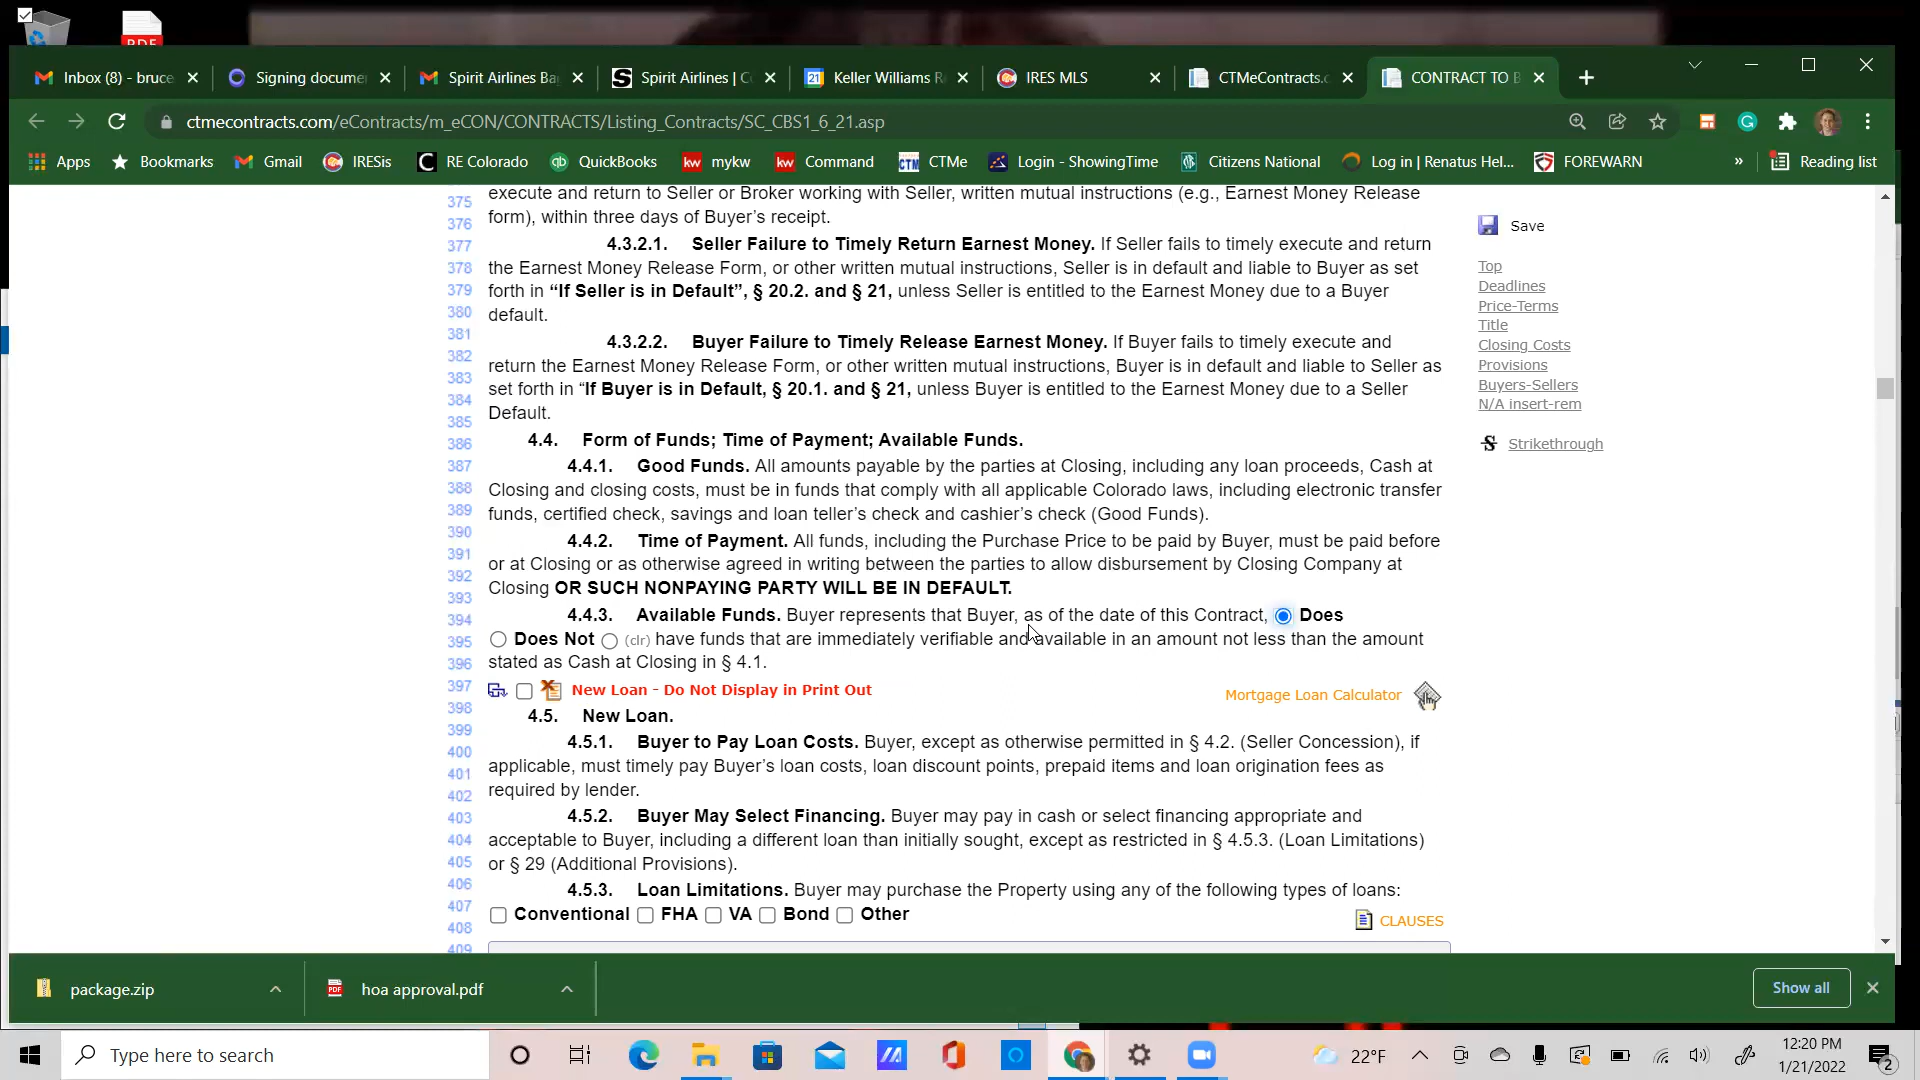 PDF
Inbox (8) - bruce
Signing docume
Spirit Airlines Ba
Spirit Airlines | C
Keller Williams R
IRES MLS
CTMeContracts.c
CONTRACT TO B
ctmecontracts.com/eContracts/m_eCON/CONTRACTS/Listing_Contracts/SC_CBS1_6_21.asp
Apps
Bookmarks
Gmail
IRESis
RE Colorado
QuickBooks
mykw
Command
CTMe
Login - ShowingTime
Citizens National
Log in | Renatus Hel...
FOREWARN
»
Reading list
375 execute and return to Seller or Broker working with Seller, written mutual instructions (e.g., Earnest Money Release
376 form), within three days of Buyer's receipt.
377 4.3.2.1. Seller Failure to Timely Return Earnest Money. If Seller fails to timely execute and return
378 the Earnest Money Release Form, or other written mutual instructions, Seller is in default and liable to Buyer as set
379 forth in “If Seller is in Default”, § 20.2. and § 21, unless Seller is entitled to the Earnest Money due to a Buyer
380 default.
381 4.3.2.2. Buyer Failure to Timely Release Earnest Money. If Buyer fails to timely execute and
382 return the Earnest Money Release Form, or other written mutual instructions, Buyer is in default and liable to Seller as
383 set forth in “If Buyer is in Default, § 20.1. and § 21, unless Buyer is entitled to the Earnest Money due to a Seller
384 Default.
385
386 4.4. Form of Funds; Time of Payment; Available Funds.
387 4.4.1. Good Funds. All amounts payable by the parties at Closing, including any loan proceeds, Cash at
388 Closing and closing costs, must be in funds that comply with all applicable Colorado laws, including electronic transfer
389 funds, certified check, savings and loan teller's check and cashier's check (Good Funds).
390
391 4.4.2. Time of Payment. All funds, including the Purchase Price to be paid by Buyer, must be paid before
392 or at Closing or as otherwise agreed in writing between the parties to allow disbursement by Closing Company at
393 Closing OR SUCH NONPAYING PARTY WILL BE IN DEFAULT.
394 4.4.3. Available Funds. Buyer represents that Buyer, as of the date of this Contract, Does
395 Does Not (clr) have funds that are immediately verifiable and available in an amount not less than the amount
396 stated as Cash at Closing in § 4.1.
397 New Loan - Do Not Display in Print Out Mortgage Loan Calculator
398 4.5. New Loan.
399
400 4.5.1. Buyer to Pay Loan Costs. Buyer, except as otherwise permitted in § 4.2. (Seller Concession), if
401 applicable, must timely pay Buyer's loan costs, loan discount points, prepaid items and loan origination fees as
402 required by lender.
403 4.5.2. Buyer May Select Financing. Buyer may pay in cash or select financing appropriate and
404 acceptable to Buyer, including a different loan than initially sought, except as restricted in § 4.5.3. (Loan Limitations)
405 or § 29 (Additional Provisions).
406 4.5.3. Loan Limitations. Buyer may purchase the Property using any of the following types of loans:
407 Conventional FHA VA Bond Other
408 CLAUSES
409
Save
Top
Deadlines
Price-Terms
Title
Closing Costs
Provisions
Buyers-Sellers
N/A insert-rem
Strikethrough
package.zip
hoa approval.pdf
Show all
Type here to search
22°F
12:20 PM
1/21/2022
2